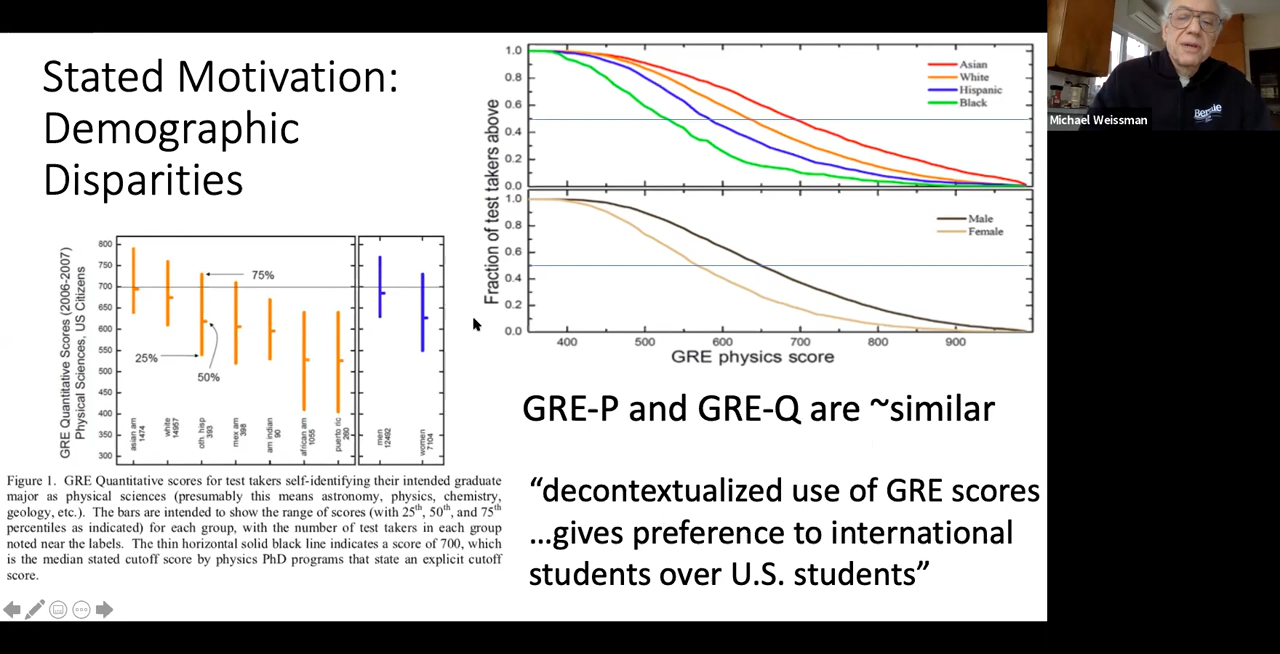 Stated Motivation:
Demographic
Disparities
GRE Quantitative Scores (2006-2007)
Physical Sciences, US Citizens
800
750
700
650
600
550
500
450
400
350
300
75%
25%
50%
asian am
1474
white
14957
oth. hisp
393
mex am
398
am indian
90
african am
1055
puerto ric
260
men
12492
women
7104
Figure 1. GRE Quantitative scores for test takers self-identifying their intended graduate
major as physical sciences (presumably this means astronomy, physics, chemistry,
geology, etc.). The bars are intended to show the range of scores (with 25th, 50th, and 75th
percentiles as indicated) for each group, with the number of test takers in each group
noted near the labels. The thin horizontal solid black line indicates a score of 700, which
is the median stated cutoff score by physics PhD programs that state an explicit cutoff
score.
Fraction of test takers above
1.0
0.8
0.6
0.4
0.2
0.0
Asian
White
Hispanic
Black
1.0
0.8
0.6
0.4
0.2
0.0
Male
Female
400 500 600 700 800 900
GRE physics score
GRE-P and GRE-Q are ~similar
“decontextualized use of GRE scores
...gives preference to international
students over U.S. students”
Bernie
Michael Weissman